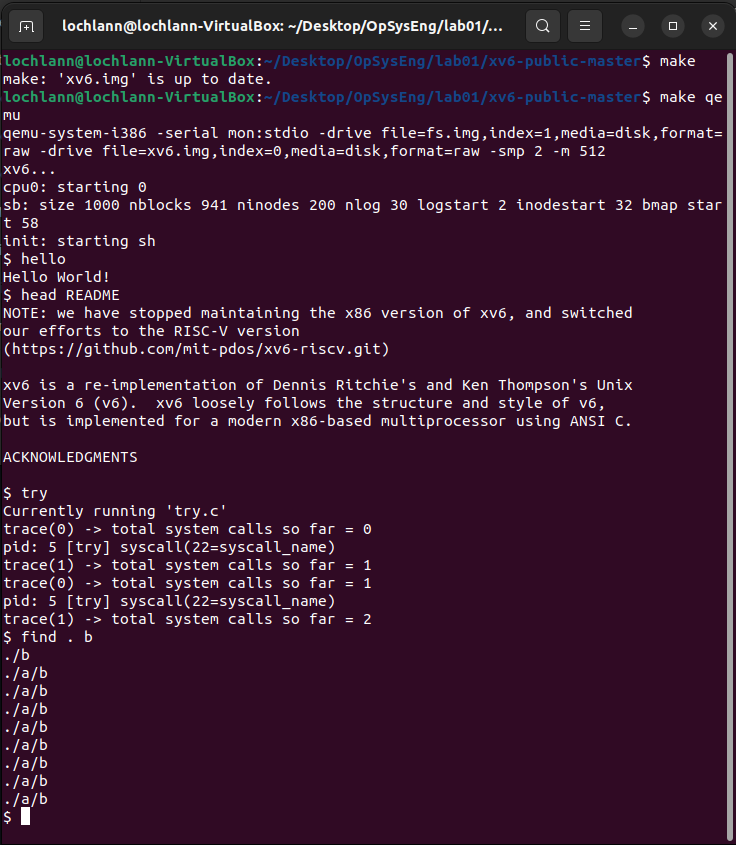 lochlann@lochlann-VirtualBox: ~/Desktop/OpSysEng/lab01/...
lochlann@lochlann-VirtualBox:~/Desktop/OpSysEng/lab01/xv6-public-master$ make
make: 'xv6.img' is up to date.
lochlann@lochlann-VirtualBox:~/Desktop/OpSysEng/lab01/xv6-public-master$ make qe
mu
qemu-system-i386 -serial mon:stdio -drive file=fs.img,index=1,media=disk,format=
raw -drive file=xv6.img,index=0,media=disk,format=raw -smp 2 -m 512
xv6...
cpu0: starting 0
sb: size 1000 nblocks 941 ninodes 200 nlog 30 logstart 2 inodestart 32 bmap star
t 58
init: starting sh
$ hello
Hello World!
$ head README
NOTE: we have stopped maintaining the x86 version of xv6, and switched
our efforts to the RISC-V version
(https://github.com/mit-pdos/xv6-riscv.git)
xv6 is a re-implementation of Dennis Ritchie's and Ken Thompson's Unix
Version 6 (v6).  xv6 loosely follows the structure and style of v6,
but is implemented for a modern x86-based multiprocessor using ANSI C.
ACKNOWLEDGMENTS
$ try
Currently running 'try.c'
trace(0) -> total system calls so far = 0
pid: 5 [try] syscall(22=syscall_name)
trace(1) -> total system calls so far = 1
trace(0) -> total system calls so far = 1
pid: 5 [try] syscall(22=syscall_name)
trace(1) -> total system calls so far = 2
$ find . b
./b
./a/b
./a/b
./a/b
./a/b
./a/b
./a/b
./a/b
./a/b
$